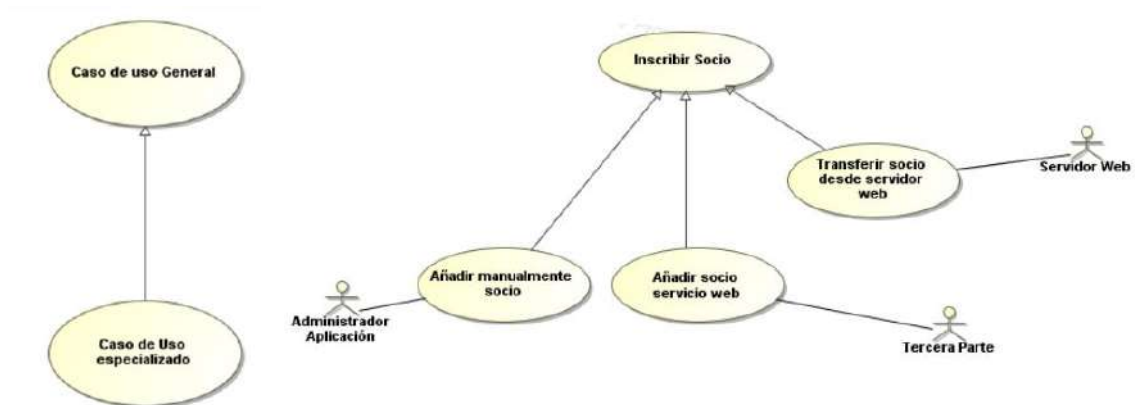 Caso de uso General
Caso de Uso
especializado
Inscribir Socio
Transferir socio
desde servidor
web
Servidor Web
Añadir manualmente
socio
Añadir socio
servicio web
Administrador
Aplicación
Tercera Parte